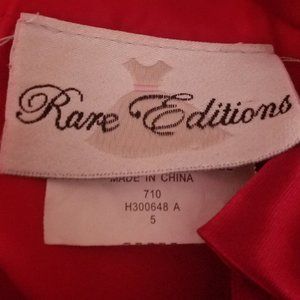 Rare Editions
MADE IN CHINA
710
H300648 A
5